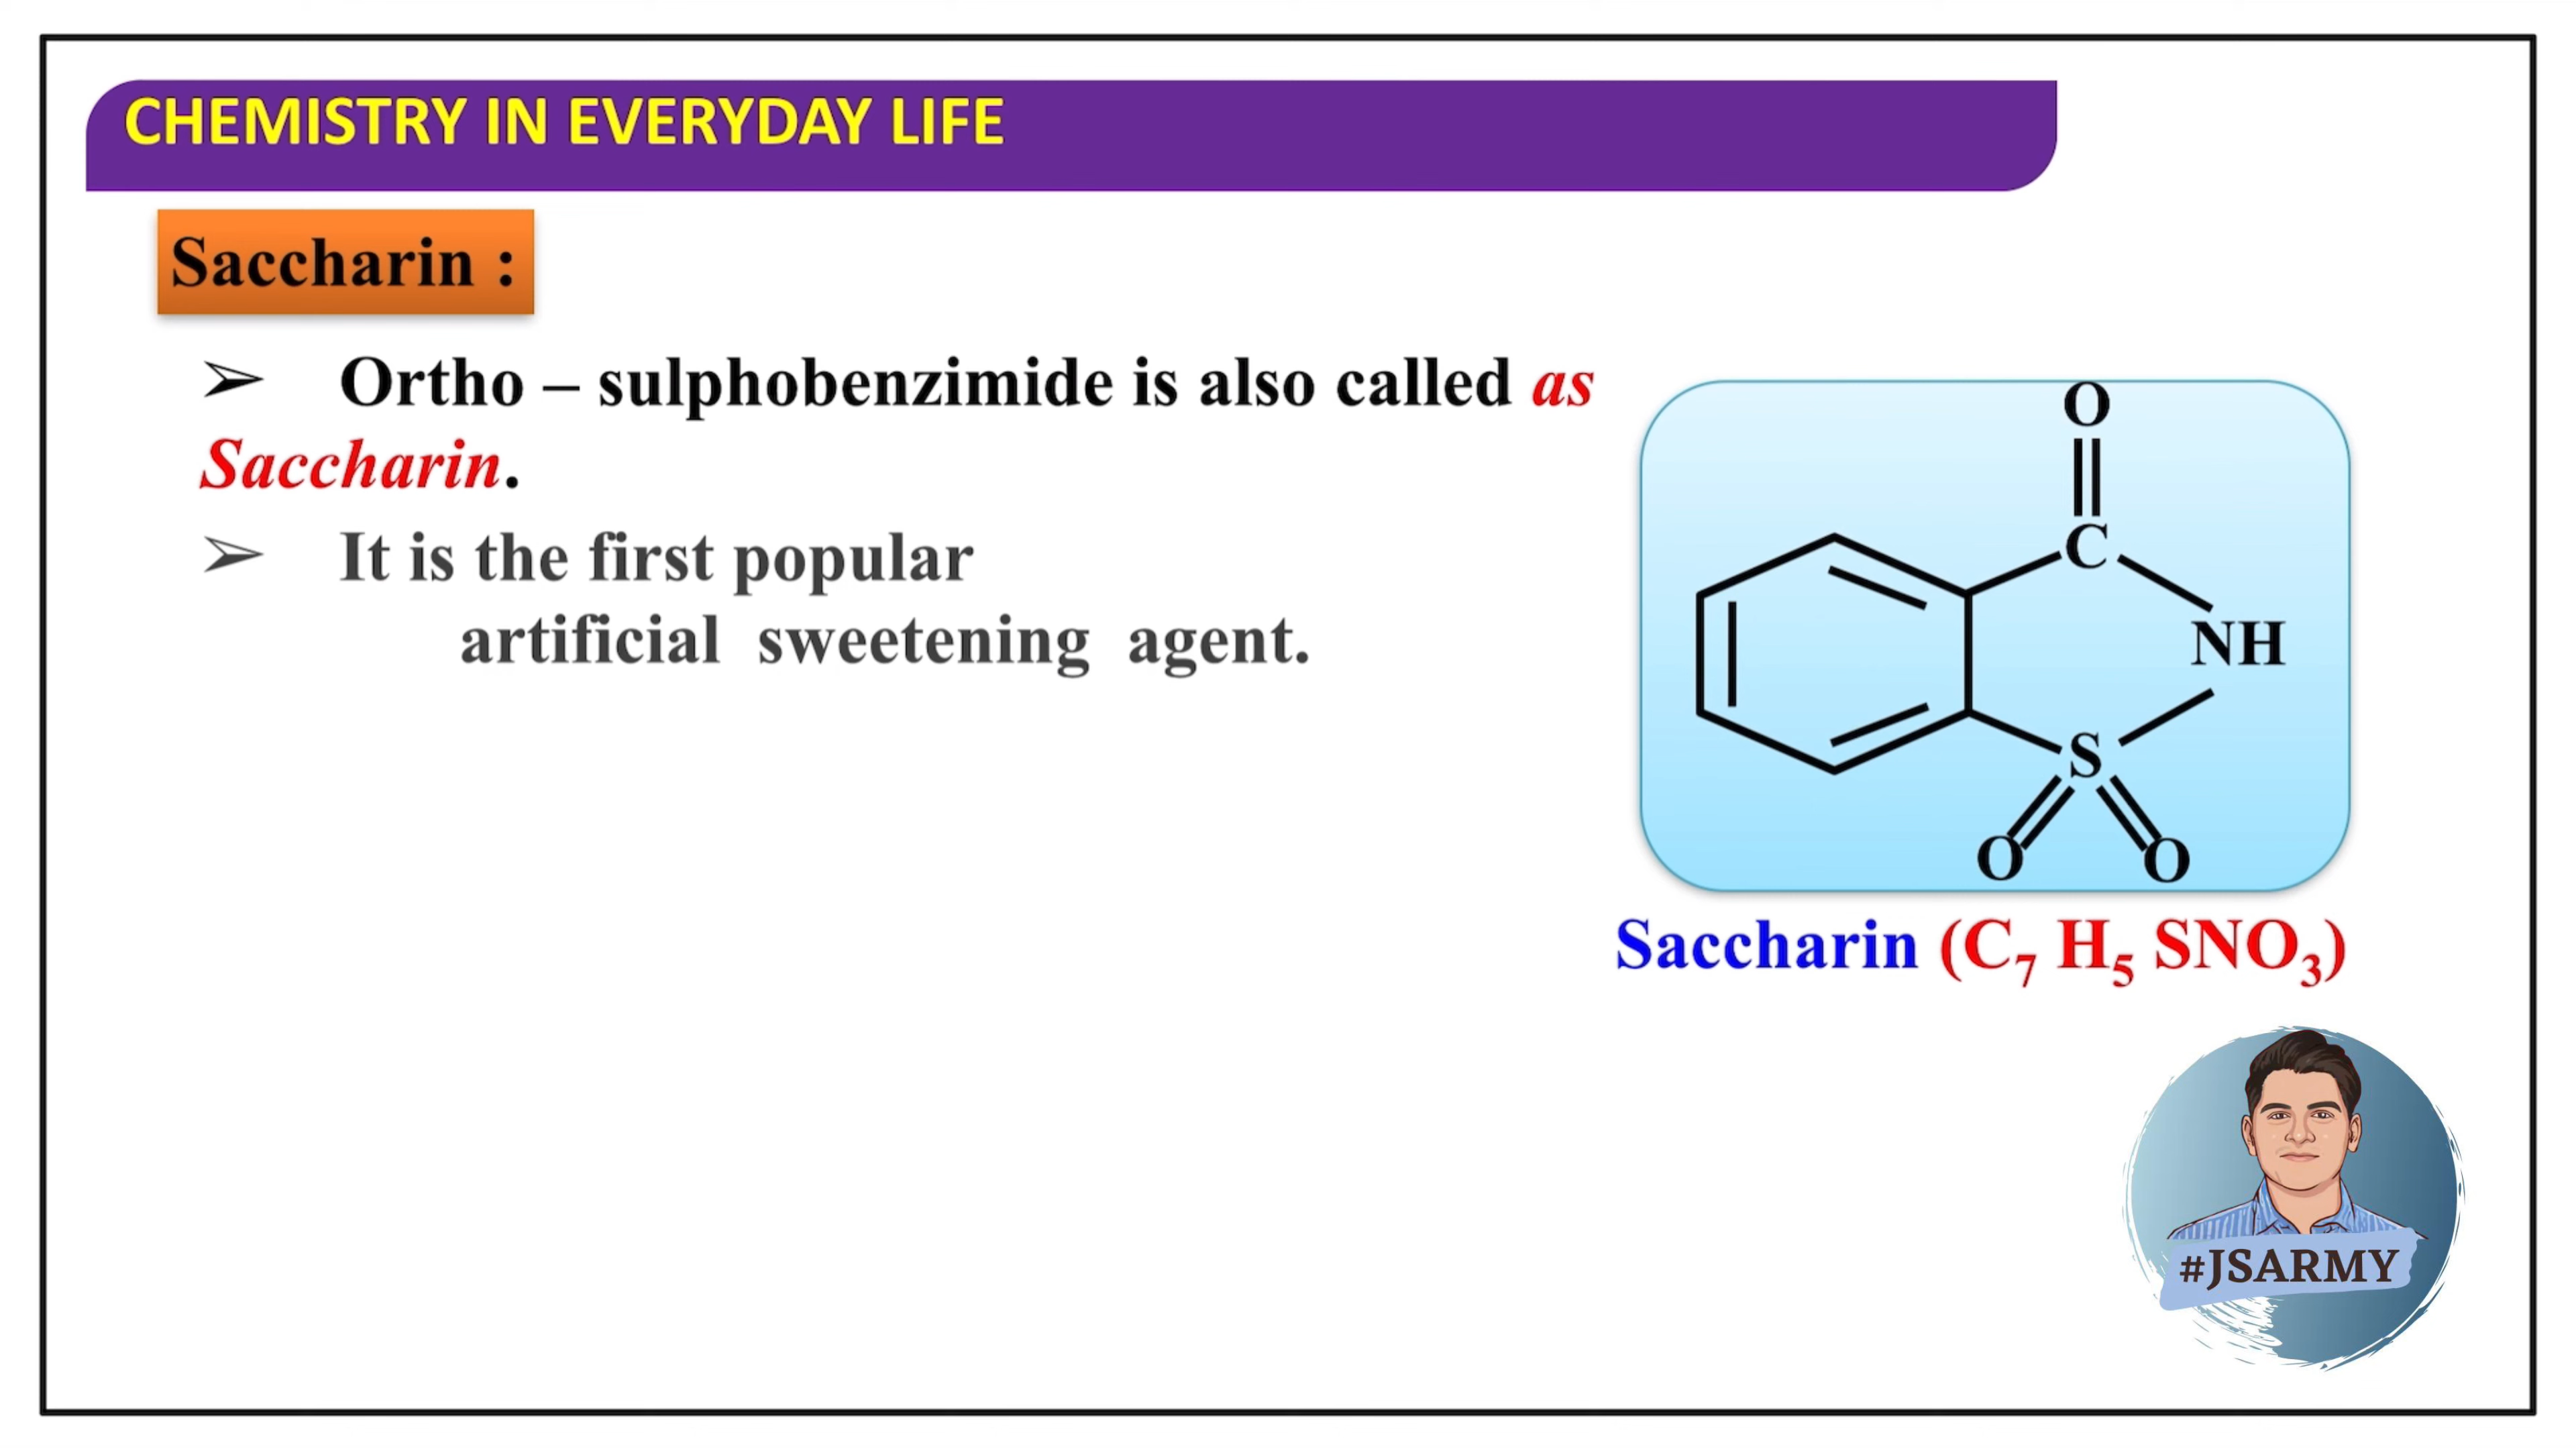 CHEMISTRY IN EVERYDAY LIFE
Saccharin :
➢ Ortho – sulphobenzimide is also called as
Saccharin.
➢ It is the first popular
artificial sweetening agent.
O
C
NH
S
O O
Saccharin (C₇ H₅ SNO₃)
#JSARMY